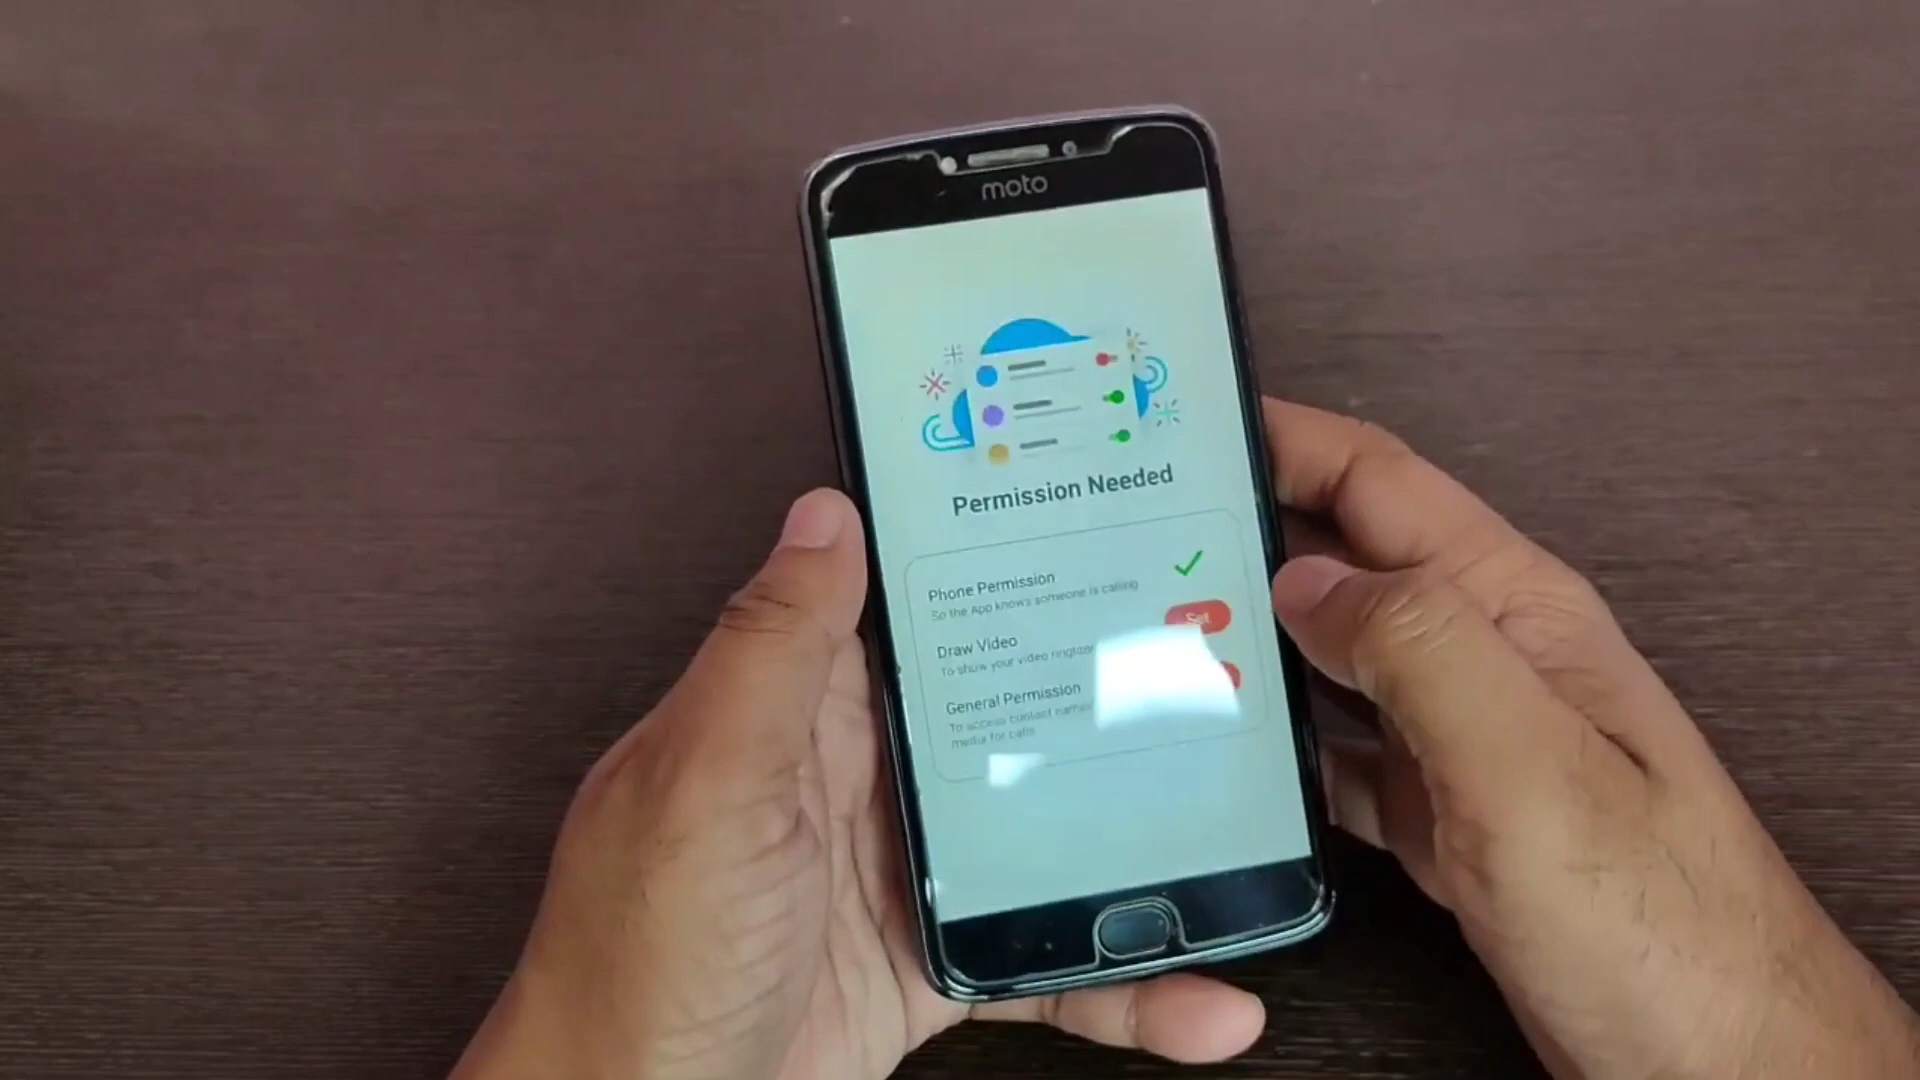 moto
Permission Needed
Phone Permission
So the App knows someone is calling
Set
Draw Video
To show your video
General Permission
To access contact names
media for calls